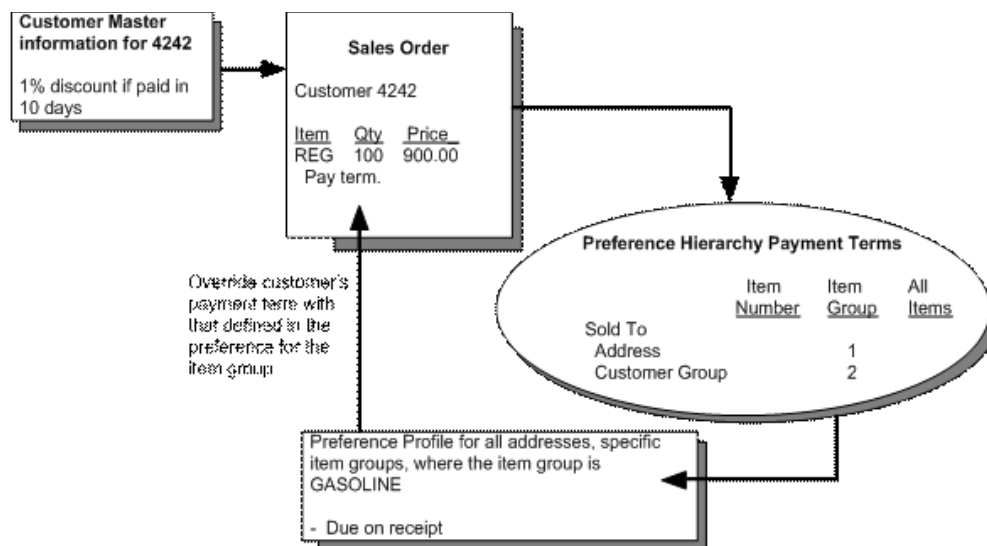 Customer Master
information for 4242
1% discount if paid in
10 days
Sales Order
Customer 4242
Item Qty Price_
REG 100 900.00
Pay term.
Preference Hierarchy Payment Terms
Item Item All
Number Group Items
Sold To
Address 1
Customer Group 2
Override customer's
payment term with
that defined in the
preference for the
item group
Preference Profile for all addresses, specific
item groups, where the item group is
GASOLINE
- Due on receipt